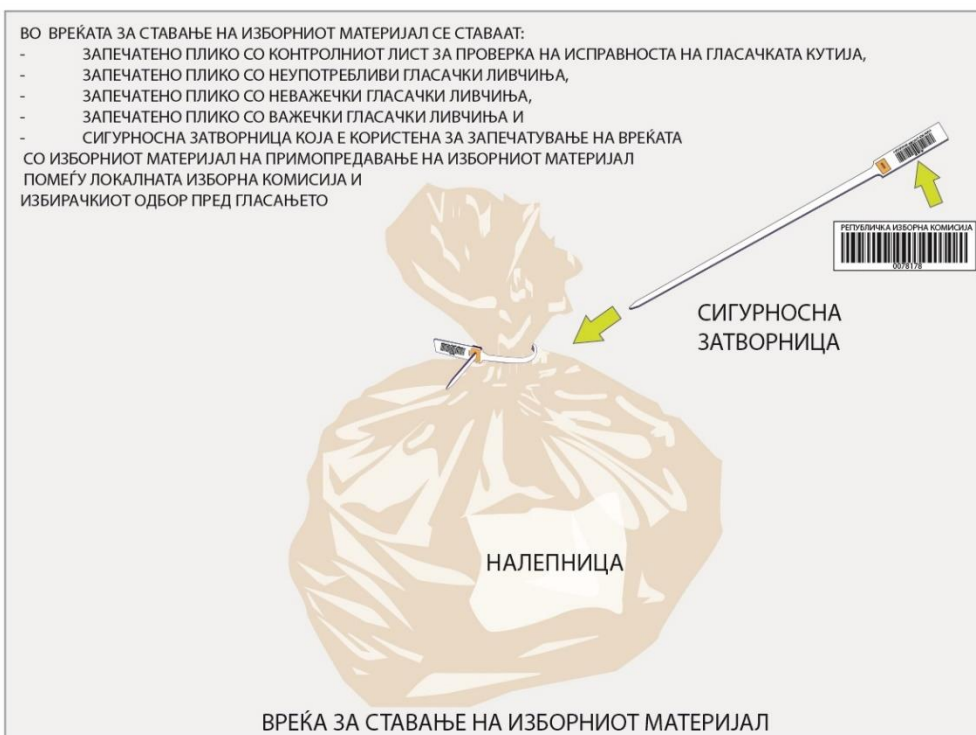 ВО ВРЕЌАТА ЗА СТАВАЊЕ НА ИЗБОРНИОТ МАТЕРИЈАЛ СЕ СТАВААТ:
- ЗАПЕЧАТЕНО ПЛИКО СО КОНТРОЛНИОТ ЛИСТ ЗА ПРОВЕРКА НА ИСПРАВНОСТА НА ГЛАСАЧКАТА КУТИЈА,
- ЗАПЕЧАТЕНО ПЛИКО СО НЕУПОТРЕБЛИВИ ГЛАСАЧКИ ЛИВЧИЊА,
- ЗАПЕЧАТЕНО ПЛИКО СО НЕВАЖЕЧКИ ГЛАСАЧКИ ЛИВЧИЊА,
- ЗАПЕЧАТЕНО ПЛИКО СО ВАЖЕЧКИ ГЛАСАЧКИ ЛИВЧИЊА И
- СИГУРНОСНА ЗАТВОРНИЦА КОЈА Е КОРИСТЕНА ЗА ЗАПЕЧАТУВАЊЕ НА ВРЕЌАТА
СО ИЗБОРНИОТ МАТЕРИЈАЛ НА ПРИМОПРЕДАВАЊЕ НА ИЗБОРНИОТ МАТЕРИЈАЛ
ПОМЕЃУ ЛОКАЛНАТА ИЗБОРНА КОМИСИЈА И
ИЗБИРАЧКИОТ ОДБОР ПРЕД ГЛАСАЊЕТО
РЕПУБЛИЧКА ИЗБОРНА КОМИСИЈА
0078178
СИГУРНОСНА
ЗАТВОРНИЦА
НАЛЕПНИЦА
ВРЕЌА ЗА СТАВАЊЕ НА ИЗБОРНИОТ МАТЕРИЈАЛ